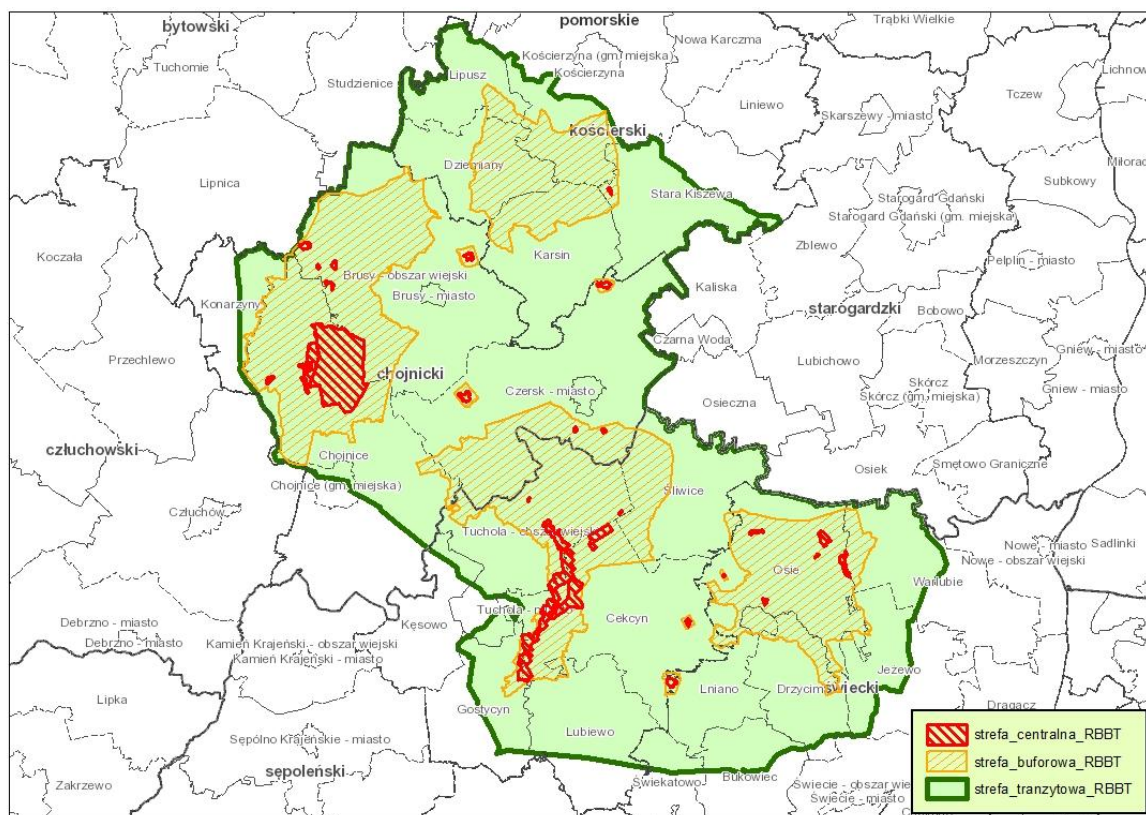 bytowski
pomorskie
Trąbki Wielkie
Nowa Karczma
Kościerzyna (gm. miejska)
Kościerzyna
Tuchomie
Lipusz
Studzienice
Lichnow
Tczew
Liniewo
Skarszewy - miasto
kościerski
Dziemiany
Miłorad
Lipnica
Subkowy
Stara Kiszewa
Starogard Gdański
Starogard Gdański (gm. miejska)
Zblewo
Koczała
Karsin
Pelplin - miasto
Brusy - obszar wiejski
Kaliska
Brusy - miasto
Konarzyny
starogardzki
Bobowo
Czarna Woda
Przechlewo
Lubichowo
Morzeszczyn
Gniew - miasto
chojnicki
Skórcz
Gniew - miasto
Czersk - miasto
Skórcz (gm. miejska)
Osieczna
człuchowski
Chojnice
Smętowo Graniczne
Osiek
Chojnice (gm. miejska)
Śliwice
Człuchów
Tuchola - obszar wiejski
Nowe - miasto
Sadlinki
Nowe - obszar wiejski
Osie
Warlubie
Tuchola - miasto
Cekcyn
Debrzno - miasto
Kęsowo
Debrzno - miasto
Kamień Krajeński - obszar wiejski
Kamień Krajeński - miasto
Jeżewo
Lipka
Lniano
Drzycim
świecki
Gostycyn
Dragacz
Lubiewo
Sępólno Krajeńskie - miasto
sępoleński
Zakrzewo
Świekatowo
Bukowiec
Świecie - obszar wiejski
Świecie - miasto
strefa_centralna_RBBT
strefa_buforowa_RBBT
strefa_tranzytowa_RBBT